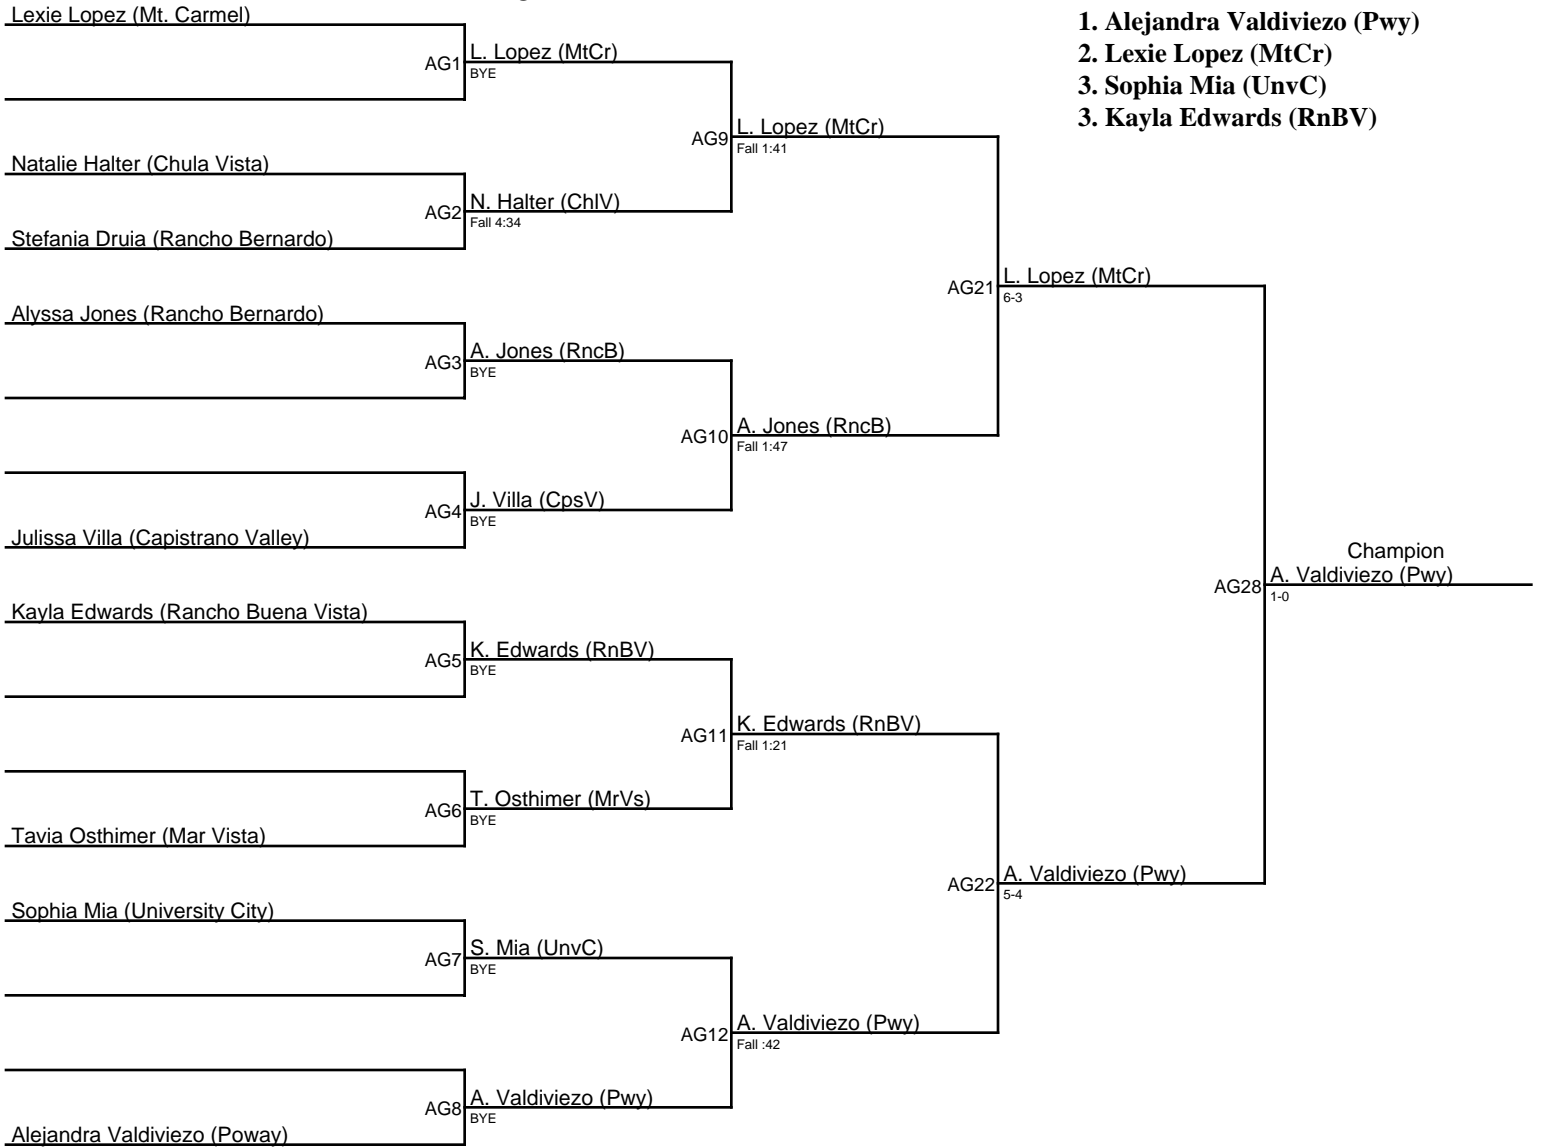 Lexie Lopez (Mt. Carmel)
AG1
L. Lopez (MtCr)
BYE
Natalie Halter (Chula Vista)
Stefania Druia (Rancho Bernardo)
AG2
N. Halter (ChlV)
Fall 4:34
Alyssa Jones (Rancho Bernardo)
AG3
A. Jones (RncB)
BYE
AG4
J. Villa (CpsV)
BYE
Julissa Villa (Capistrano Valley)
Kayla Edwards (Rancho Buena Vista)
AG5
K. Edwards (RnBV)
BYE
AG6
T. Osthimer (MrVs)
BYE
Tavia Osthimer (Mar Vista)
Sophia Mia (University City)
AG7
S. Mia (UnvC)
BYE
AG8
A. Valdiviezo (Pwy)
BYE
Alejandra Valdiviezo (Poway)
AG9
L. Lopez (MtCr)
Fall 1:41
AG10
A. Jones (RncB)
Fall 1:47
AG11
K. Edwards (RnBV)
Fall 1:21
AG12
A. Valdiviezo (Pwy)
Fall :42
AG21
L. Lopez (MtCr)
6-3
AG22
A. Valdiviezo (Pwy)
5-4
AG28
Champion
A. Valdiviezo (Pwy)
1-0
1. Alejandra Valdiviezo (Pwy)
2. Lexie Lopez (MtCr)
3. Sophia Mia (UnvC)
3. Kayla Edwards (RnBV)